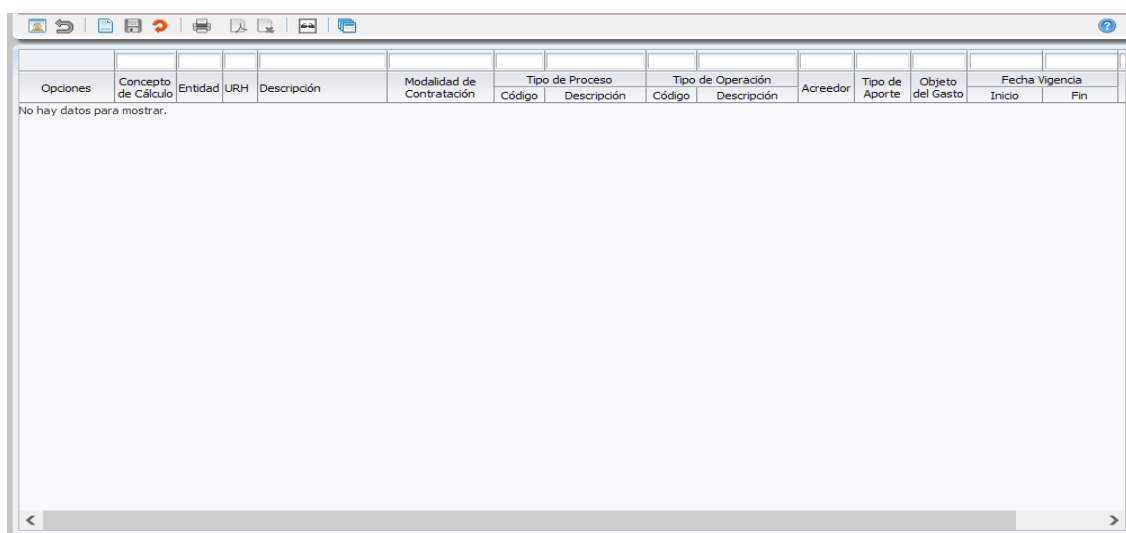 Opciones
Concepto
de Cálculo
Entidad
URH
Descripción
Modalidad de
Contratación
Tipo de Proceso
Código
Descripción
Tipo de Operación
Código
Descripción
Acreedor
Tipo de
Aporte
Objeto
del Gasto
Fecha Vigencia
Inicio
Fin
No hay datos para mostrar.